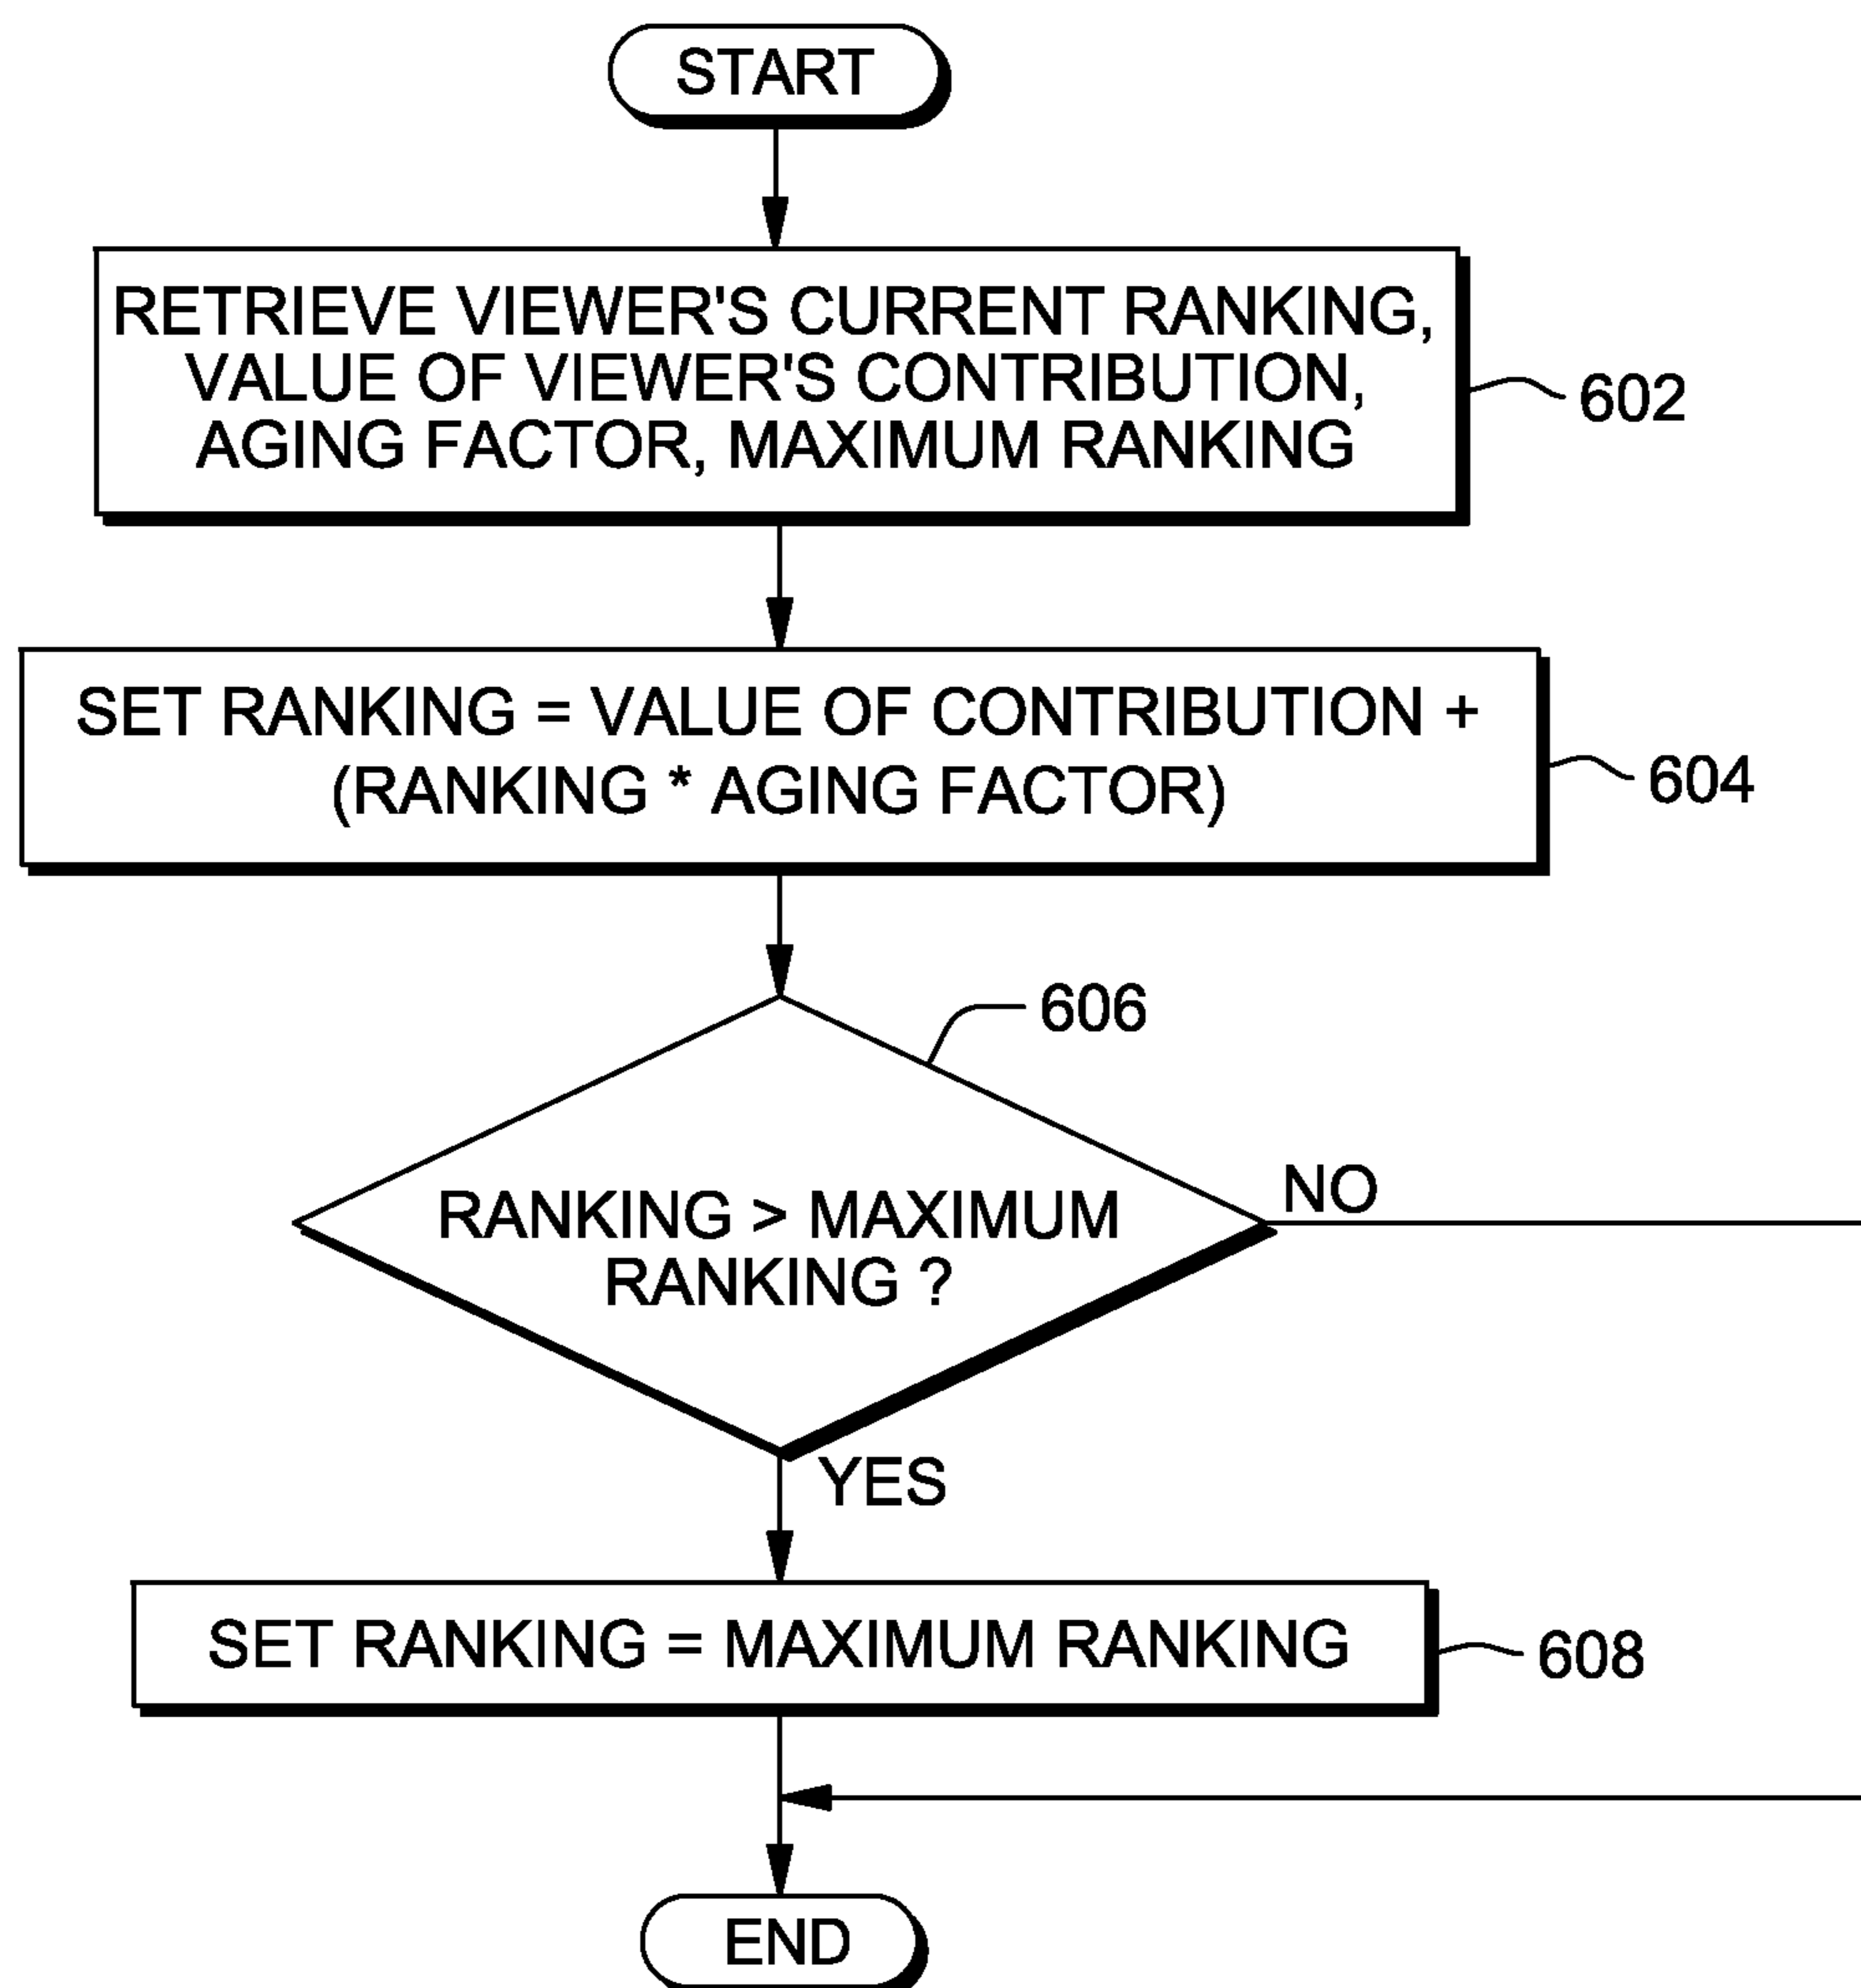 START
RETRIEVE VIEWER'S CURRENT RANKING,
VALUE OF VIEWER'S CONTRIBUTION,
AGING FACTOR, MAXIMUM RANKING
602
SET RANKING = VALUE OF CONTRIBUTION +
(RANKING * AGING FACTOR)
604
606
RANKING > MAXIMUM
RANKING ?
NO
YES
SET RANKING = MAXIMUM RANKING
608
END